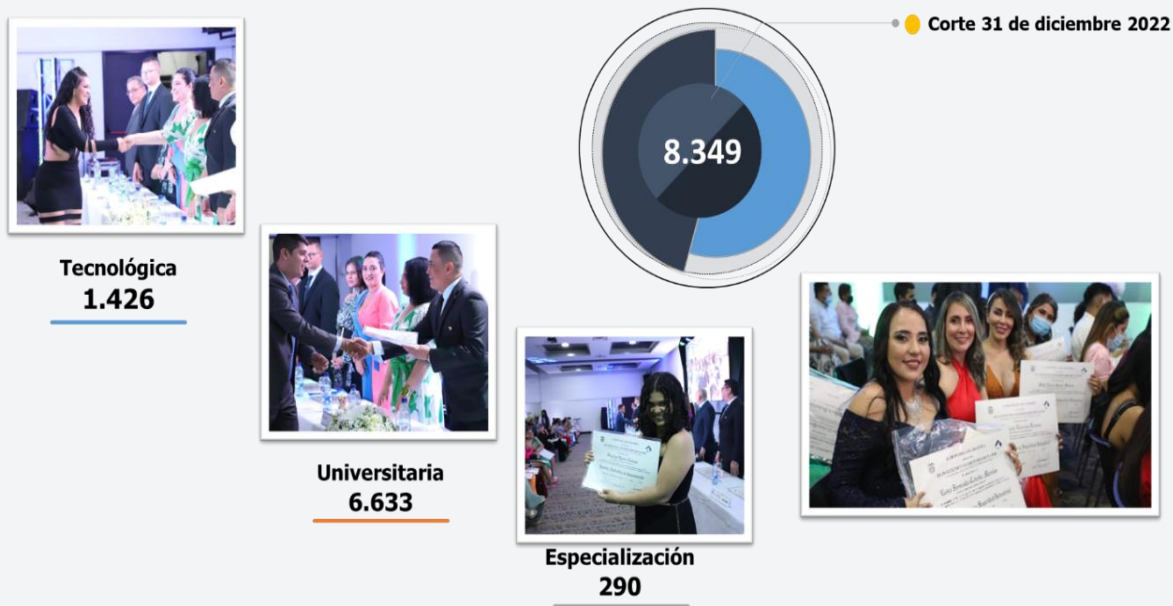 Corte 31 de diciembre 2022
8.349
Tecnológica
1.426
Universitaria
6.633
Especialización
290